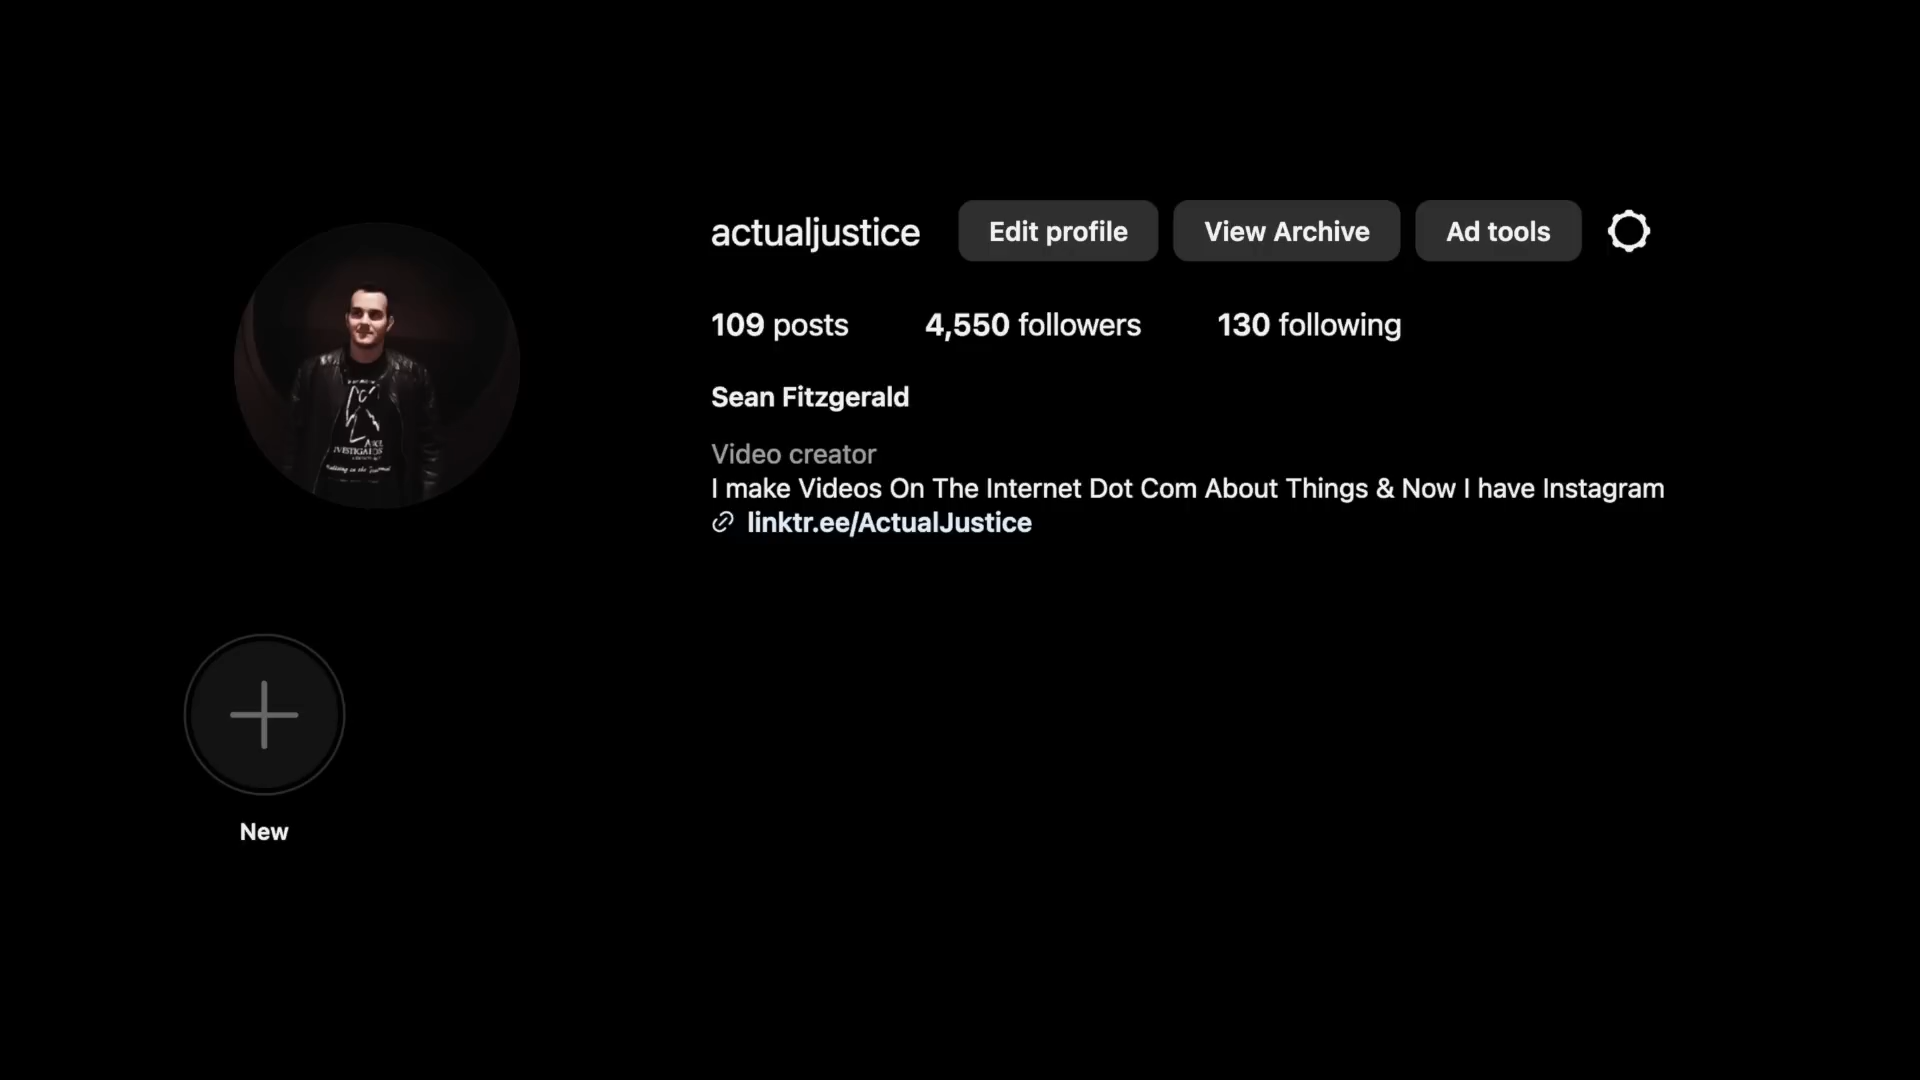 actualjustice
Edit profile
View Archive
Ad tools
109 posts
4,550 followers
130 following
Sean Fitzgerald
Video creator
I make Videos On The Internet Dot Com About Things & Now I have Instagram
linktr.ee/ActualJustice
New